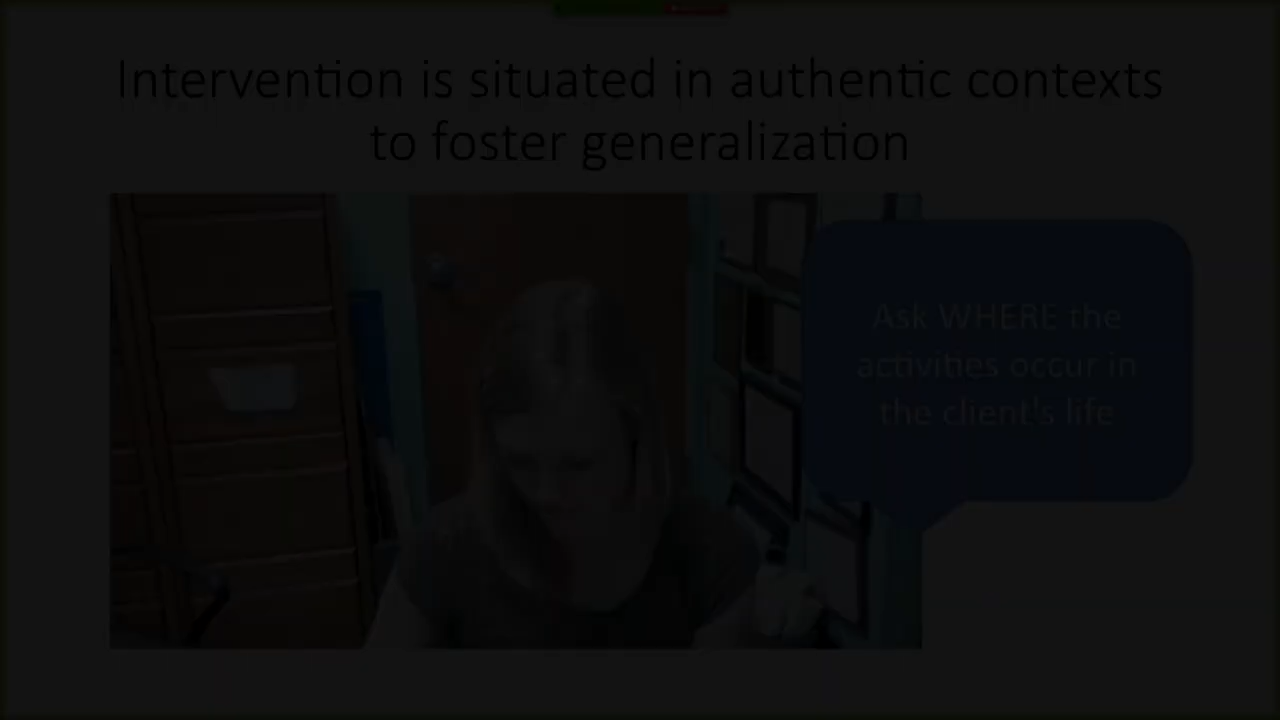 Intervention is situated in authentic contexts
to foster generalization
Ask WHERE the
activities occur in
the client's life